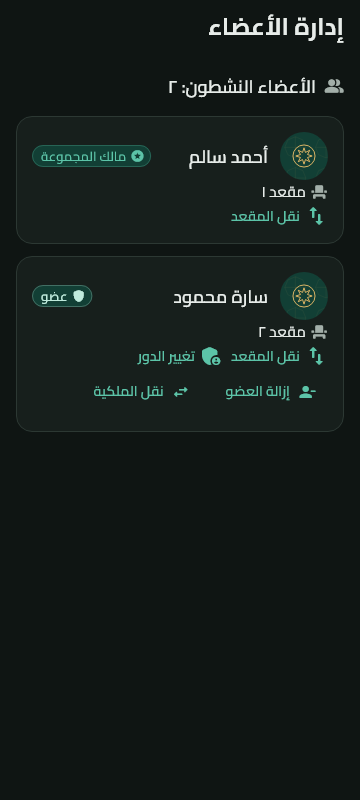 إدارة الأعضاء
الأعضاء النشطون: ٢
أحمد سالم
مالك المجموعة
مقعد ١
نقل المقعد
سارة محمود
عضو
مقعد ٢
نقل المقعد تغيير الدور
إزالة العضو نقل الملكية